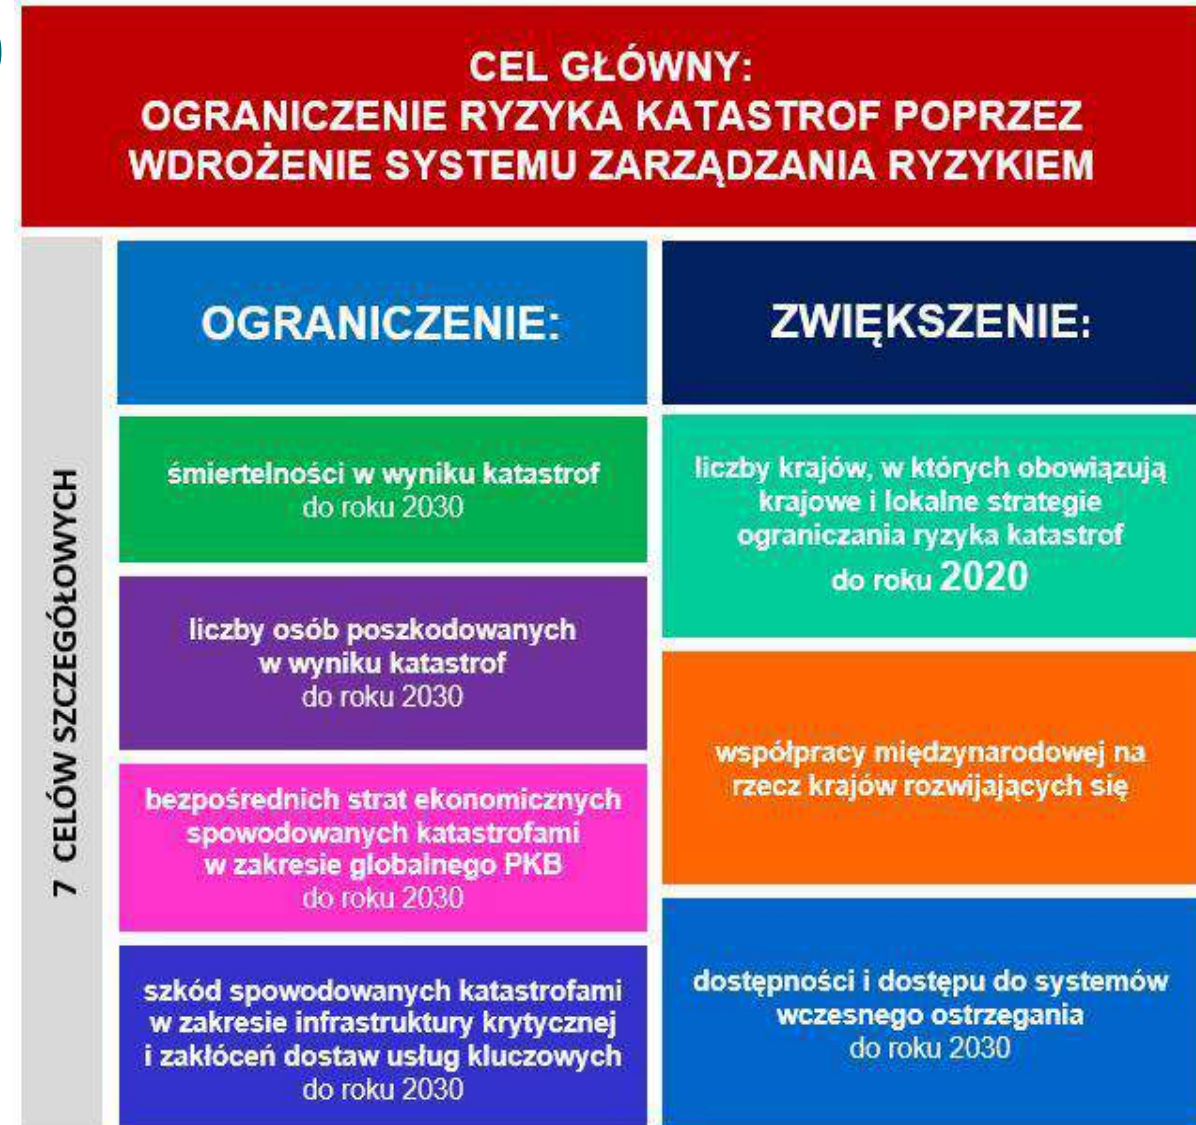 CEL GŁÓWNY:
OGRANICZENIE RYZYKA KATASTROF POPRZEZ
WDROŻENIE SYSTEMU ZARZĄDZANIA RYZYKIEM
7 CELÓW SZCZEGÓŁOWYCH
OGRANICZENIE:
śmiertelności w wyniku katastrof
do roku 2030
liczby osób poszkodowanych
w wyniku katastrof
do roku 2030
bezpośrednich strat ekonomicznych
spowodowanych katastrofami
w zakresie globalnego PKB
do roku 2030
szkód spowodowanych katastrofami
w zakresie infrastruktury krytycznej
i zakłóceń dostaw usług kluczowych
do roku 2030
ZWIĘKSZENIE:
liczby krajów, w których obowiązują
krajowe i lokalne strategie
ograniczania ryzyka katastrof
do roku 2020
współpracy międzynarodowej na
rzecz krajów rozwijających się
dostępności i dostępu do systemów
wczesnego ostrzegania
do roku 2030